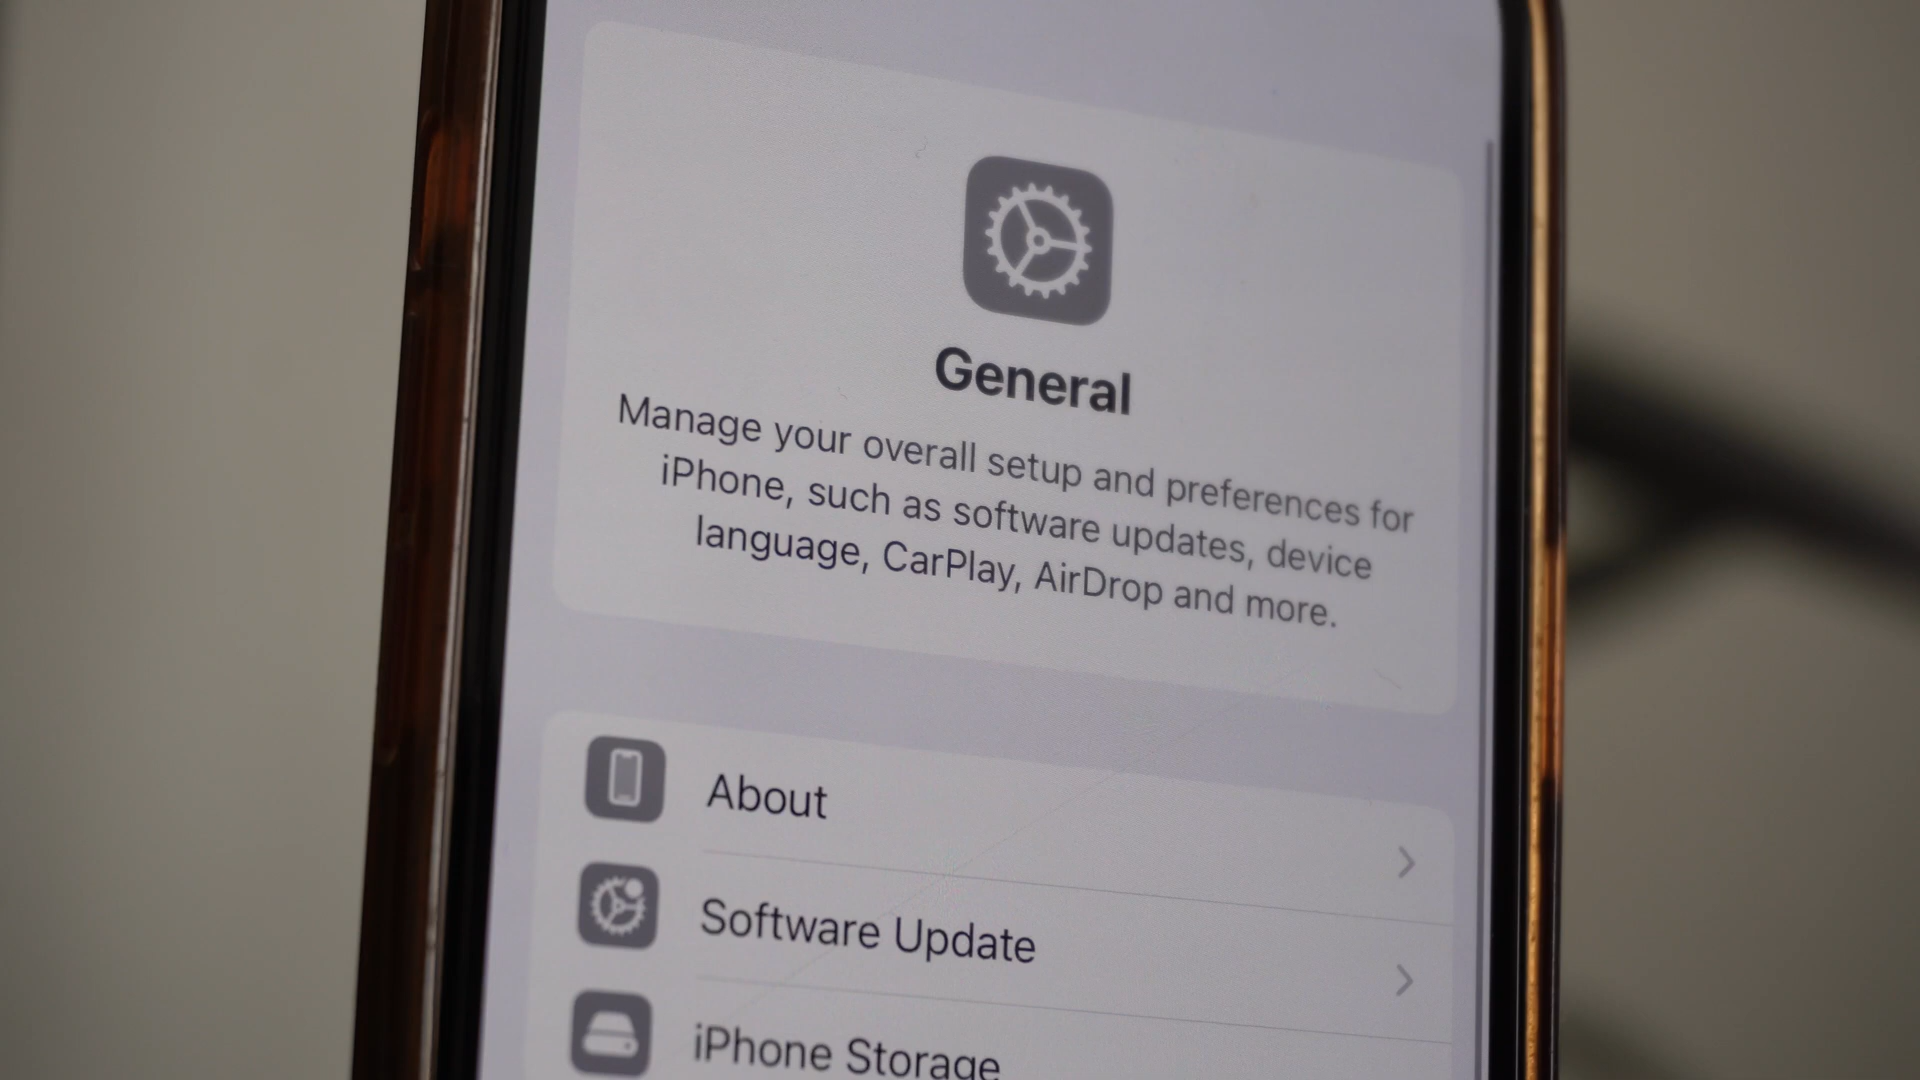 General
Manage your overall setup and preferences for
iPhone, such as software updates, device
language, CarPlay, AirDrop and more.
About
Software Update
iPhone Storage